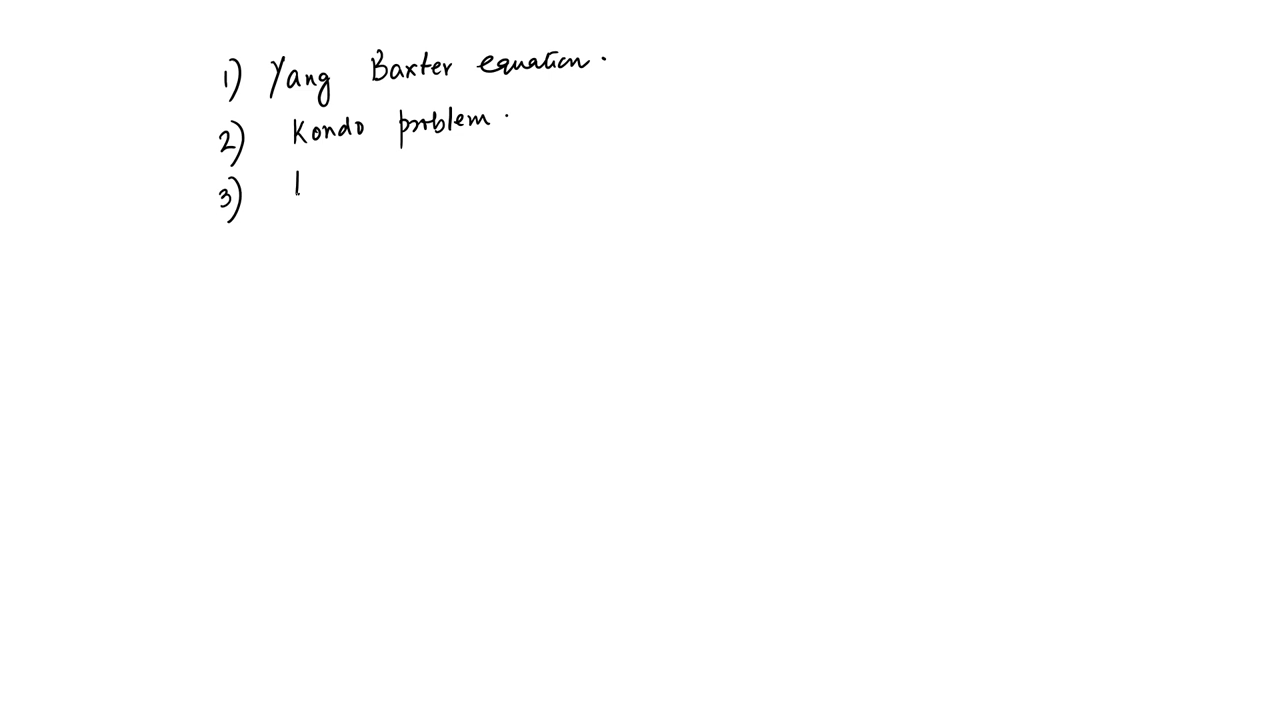 1) Yang Baxter equation.
2) Kondo problem.
3)